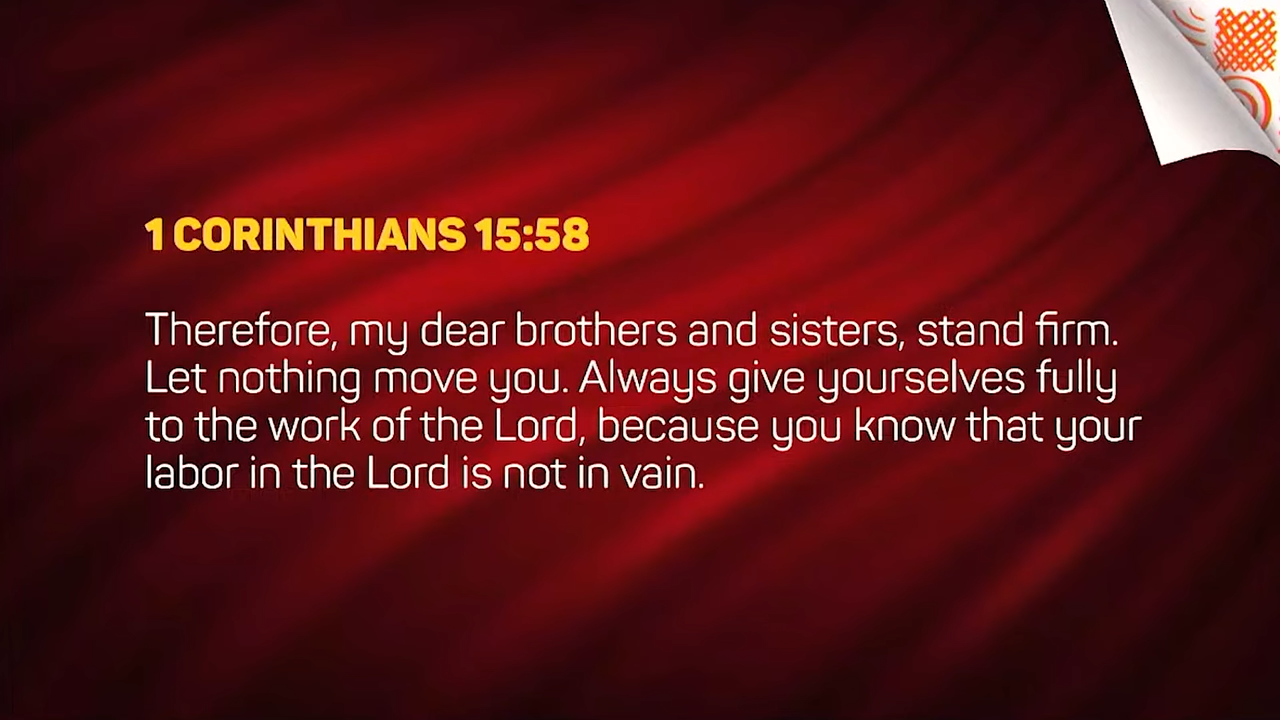 1 CORINTHIANS 15:58
Therefore, my dear brothers and sisters, stand firm.
Let nothing move you. Always give yourselves fully
to the work of the Lord, because you know that your
labor in the Lord is not in vain.